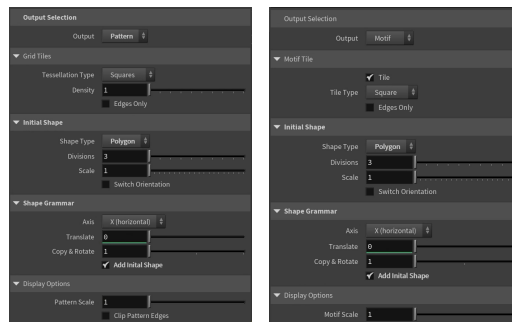 Output Selection
Output Pattern
Grid Tiles
Tessellation Type Squares
Density 1
Edges Only
Initial Shape
Shape Type Polygon
Divisions 3
Scale 1
Switch Orientation
Shape Grammar
Axis X (horizontal)
Translate 0
Copy & Rotate 1
Add Inital Shape
Display Options
Pattern Scale 1
Clip Pattern Edges
Output Selection
Output Motif
Motif Tile
Tile
Tile Type Square
Edges Only
Initial Shape
Shape Type Polygon
Divisions 3
Scale 1
Switch Orientation
Shape Grammar
Axis X (horizontal)
Translate 0
Copy & Rotate 1
Add Inital Shape
Display Options
Motif Scale 1